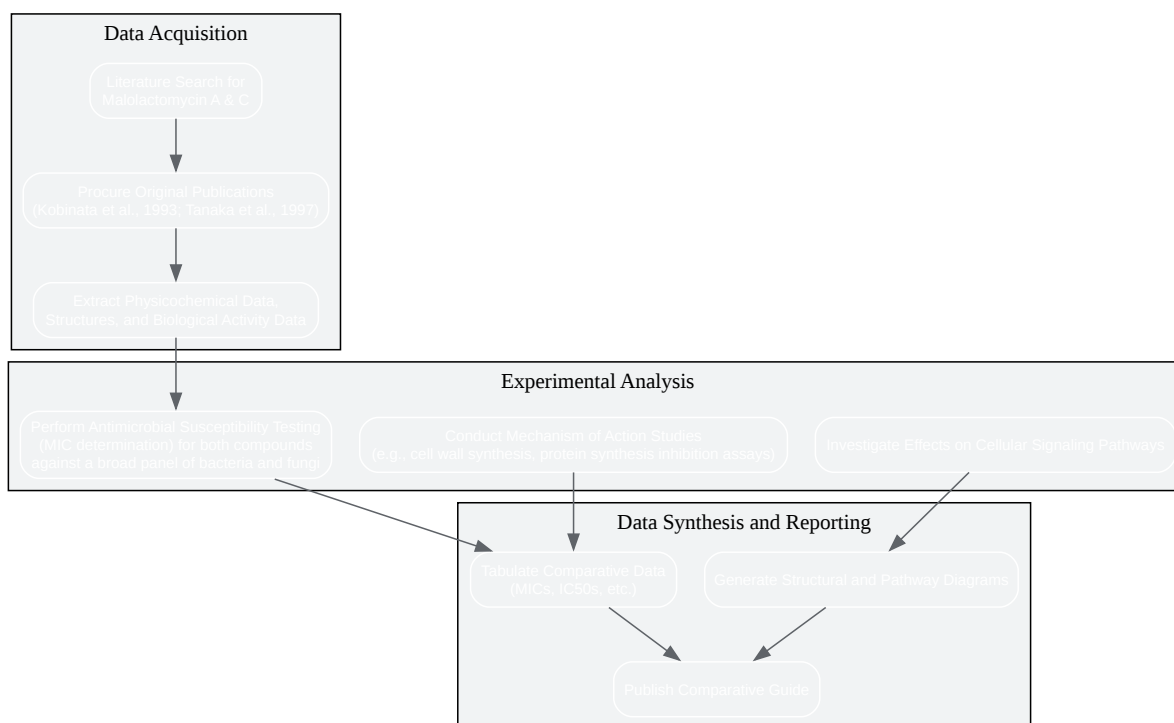 Data Acquisition
Literature Search for
Malolactomycin A & C
Procure Original Publications
(Kobinata et al., 1993, Tanaka et al., 1997)
Extract Physicochemical Data,
Structures, and Biological Activity Data
Experimental Analysis
Perform Antimicrobial Susceptibility Testing
(MIC determination) for both compounds
against a broad panel of bacteria and fungi
Conduct Mechanism of Action Studies
(e.g., cell wall synthesis, protein synthesis inhibition assays)
Investigate Effects on Cellular Signaling Pathways
Data Synthesis and Reporting
Tabulate Comparative Data
(MICs, IC50s, etc.)
Generate Structural and Pathway Diagrams
Publish Comparative Guide